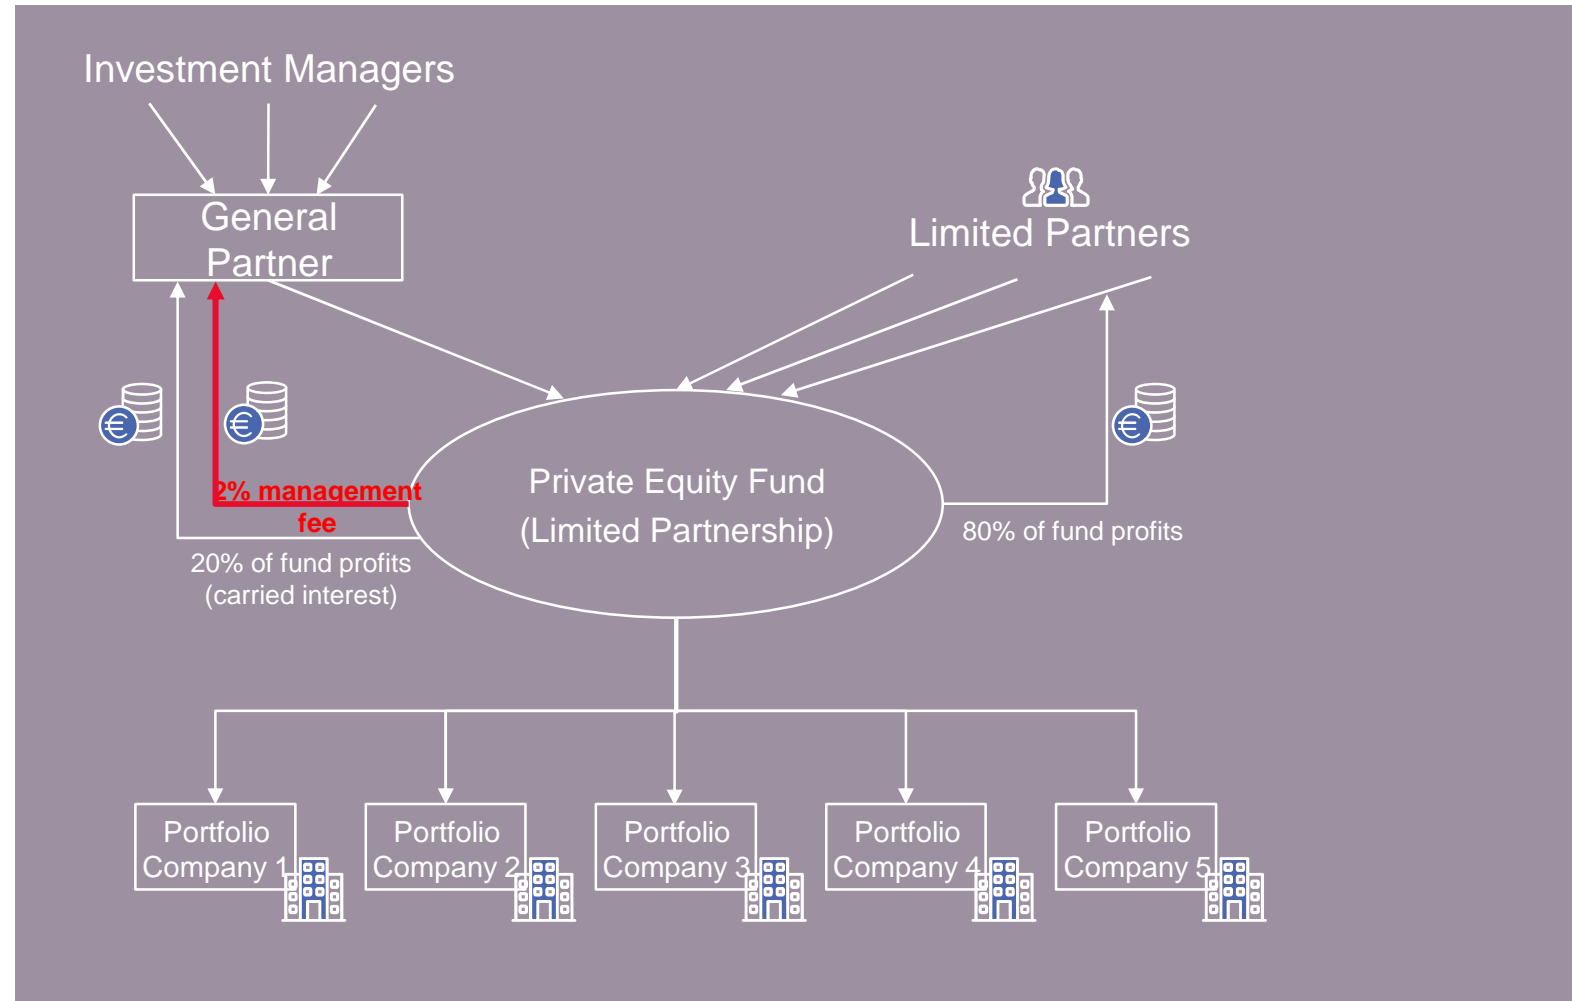 Investment Managers
General
Partner
Limited Partners
€
€
€
2% management
fee
Private Equity Fund
(Limited Partnership)
80% of fund profits
20% of fund profits
(carried interest)
Portfolio
Company 1
Portfolio
Company 2
Portfolio
Company 3
Portfolio
Company 4
Portfolio
Company 5